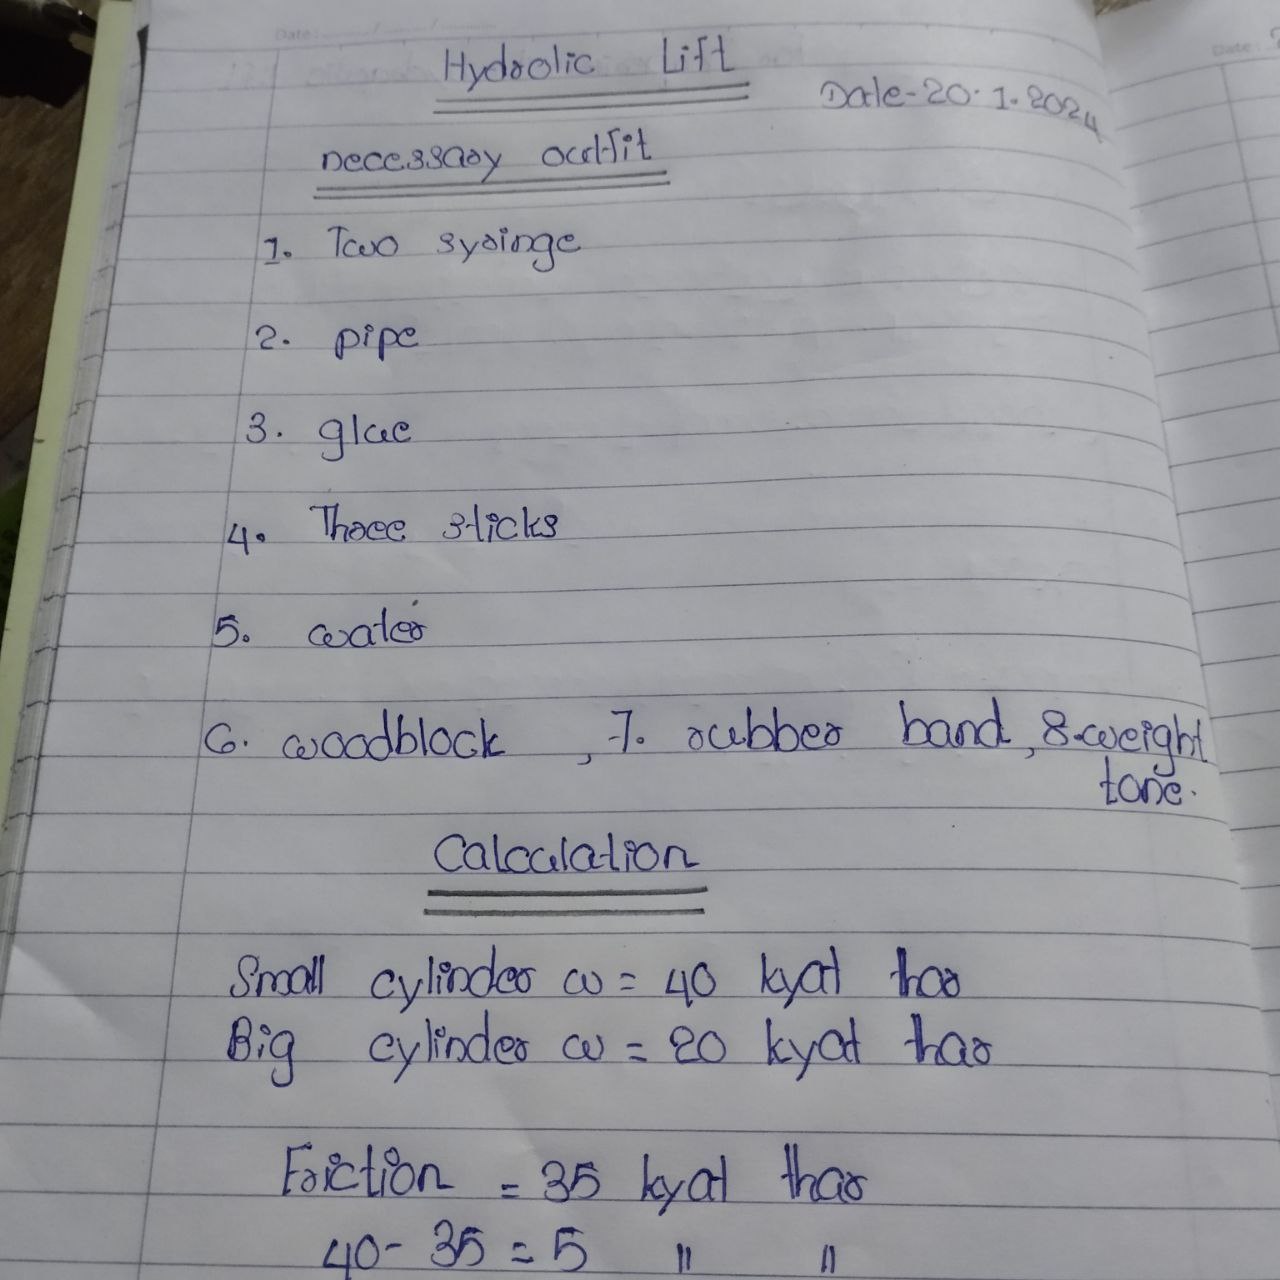 Hydraulic Lift
Date-20.1.2024
necessary outfit
1. Two syringe
2. pipe
3. glue
4. Three sticks
5. water
6. woodblock , 7. rubber band, 8.weight
tone.
Calculation
Small cylinder w = 40 kyat thar
Big cylinder w = 20 kyat thar
Friction = 35 kyat thar
40- 35 = 5 " "